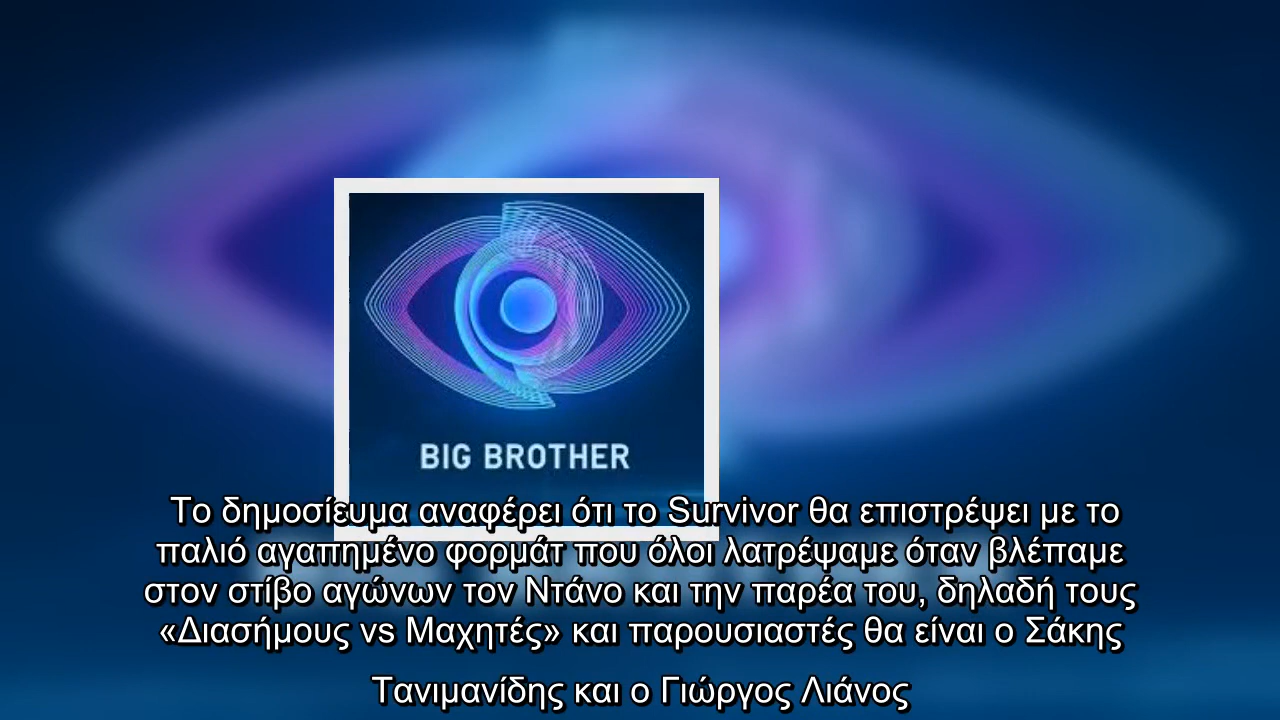 BIG BROTHER
Το δημοσίευμα αναφέρει ότι το Survivor θα επιστρέψει με το
παλιό αγαπημένο φορμάτ που όλοι λατρέψαμε όταν βλέπαμε
στον στίβο αγώνων τον Ντάνο και την παρέα του, δηλαδή τους
«Διασήμους vs Μαχητές» και παρουσιαστές θα είναι ο Σάκης
Τανιμανίδης και ο Γιώργος Λιάνος